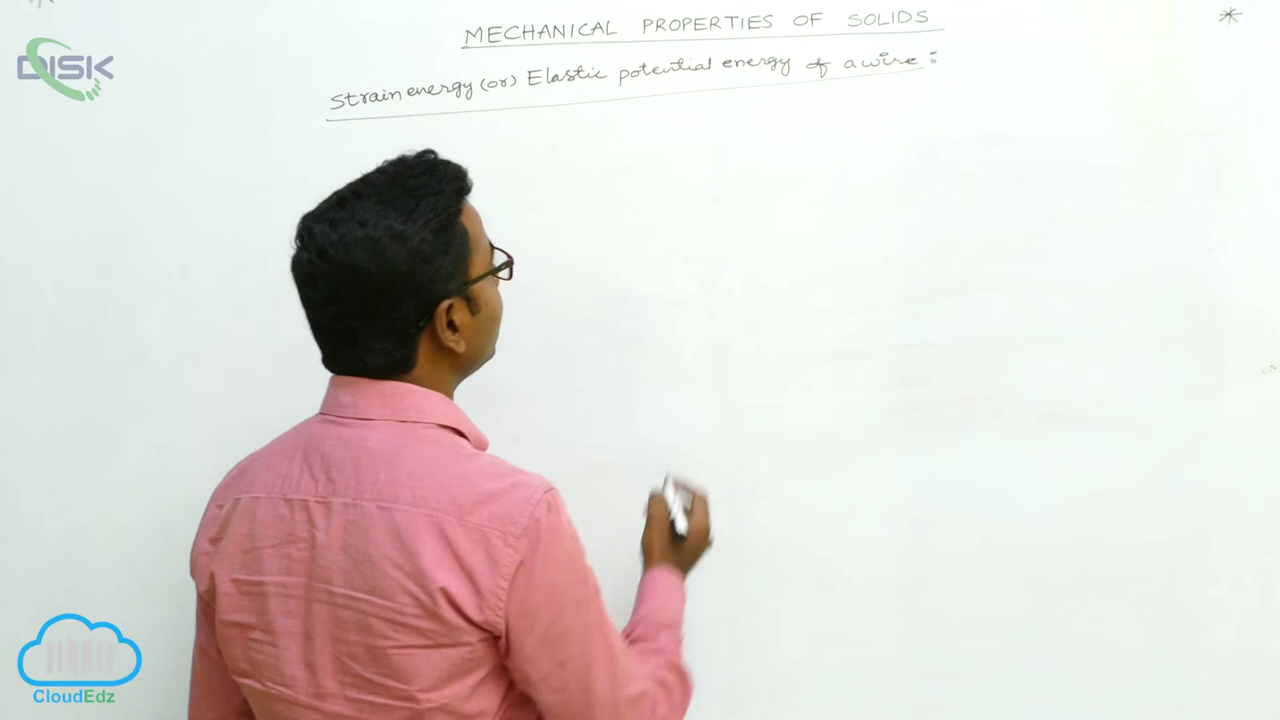 MECHANICAL PROPERTIES OF SOLIDS
DISK
Strain energy (or) Elastic potential energy of a wire :
CloudEdz